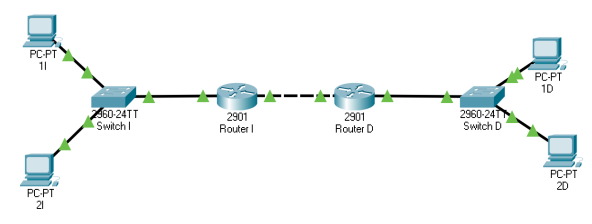 PC-PT
1I
2960-24TT
Switch I
PC-PT
2I
2901
Router I
2901
Router D
2960-24TT
Switch D
PC-PT
1D
PC-PT
2D